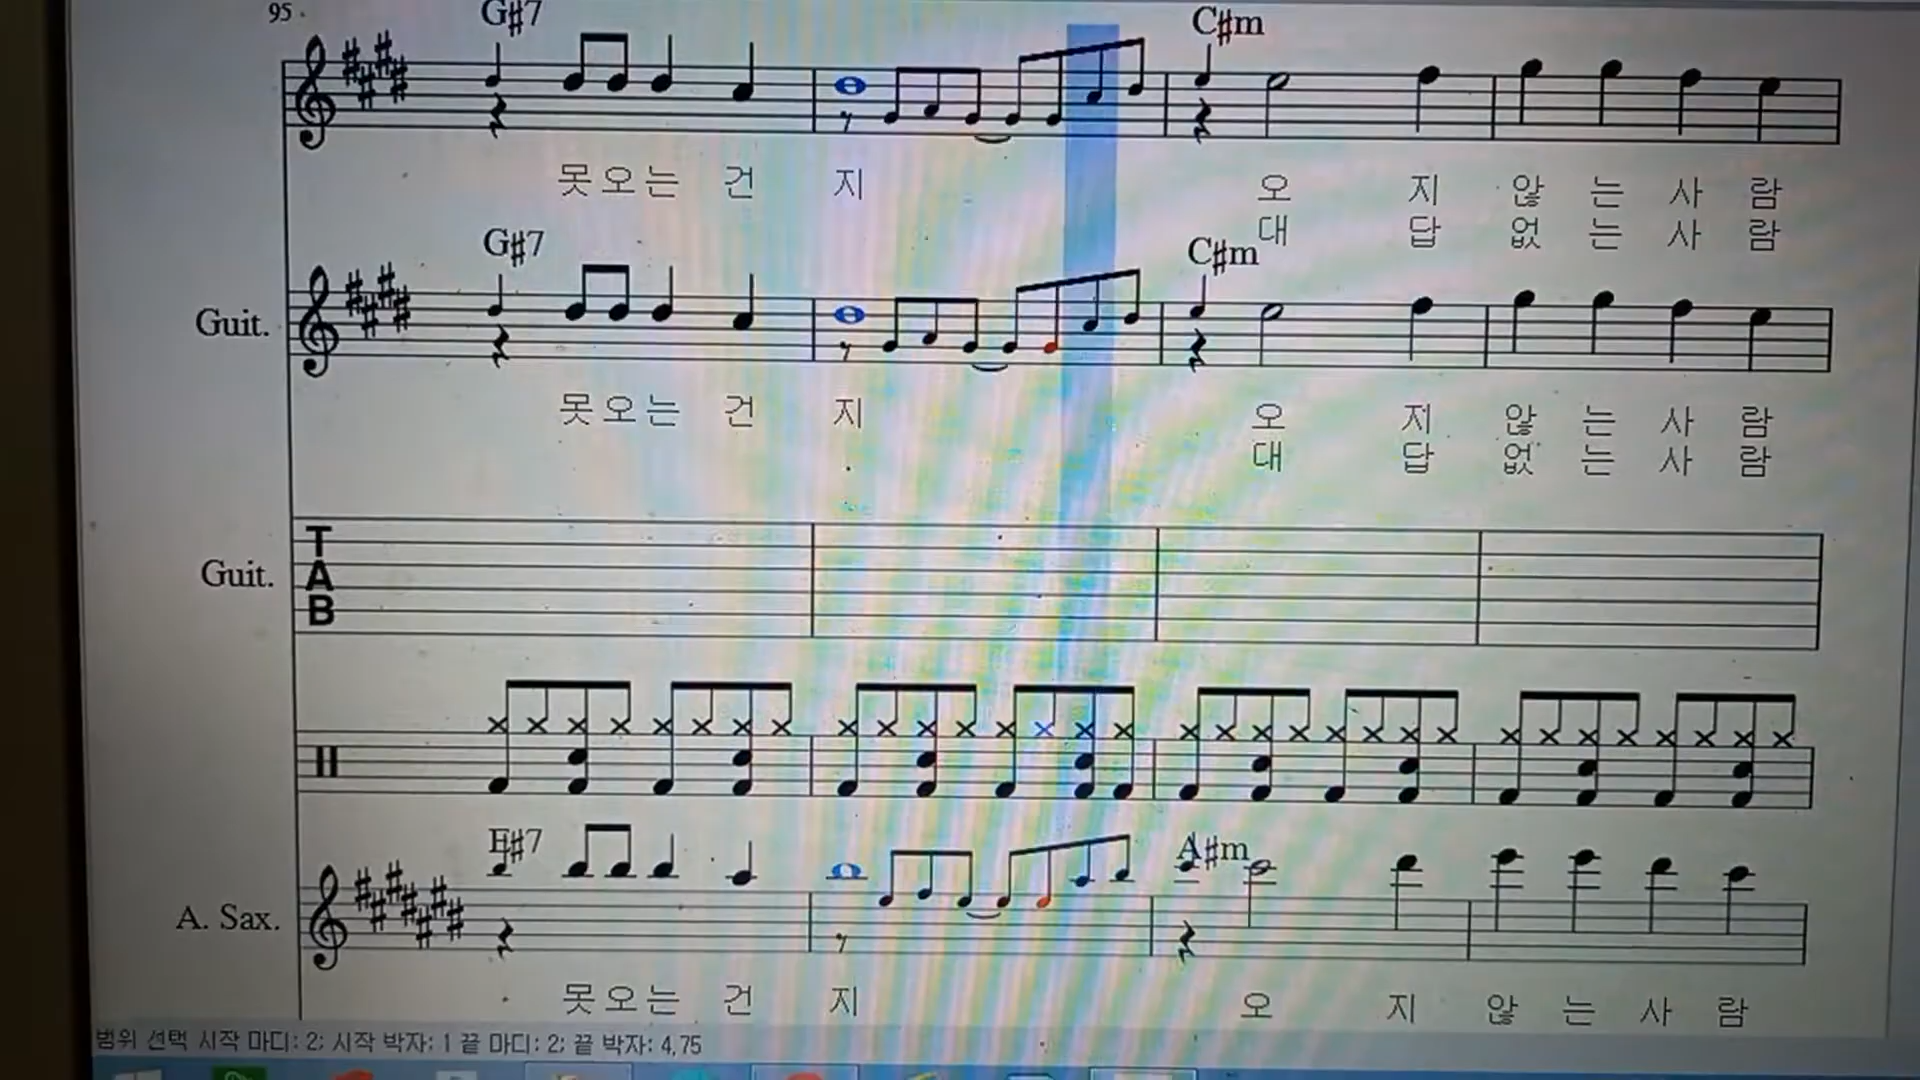 95
G#7
C#m
못오는 건 지 오 지 않 는 사 람
대 답 없 는 사 람
G#7
C#m
Guit.
못오는 건 지 오 지 않 는 사 람
대 답 없 는 사 람
Guit.
T
A
B
E#7
A#m
A. Sax.
못오는 건 지 오 지 않 는 사 람
범위 선택 시작 마디: 2; 시작 박자: 1 끝 마디: 2; 끝 박자: 4,75